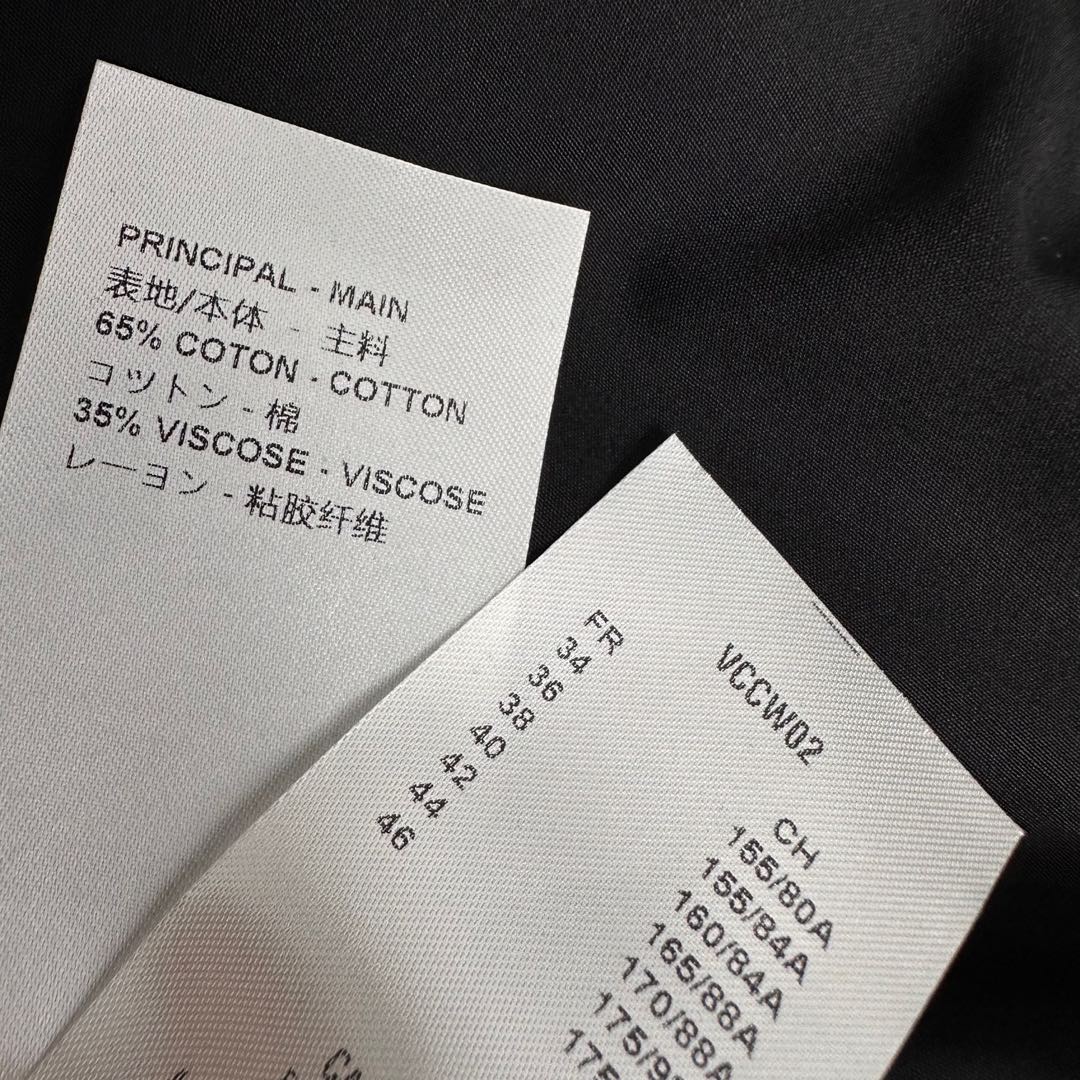 PRINCIPAL - MAIN
表地/本体 - 主料
65% COTON - COTTON
コットン - 棉
35% VISCOSE - VISCOSE
レーヨン - 粘胶纤维
VCCW02
FR
34
36
38
40
42
44
46
CH
155/80A
155/84A
160/84A
165/88A
170/88A